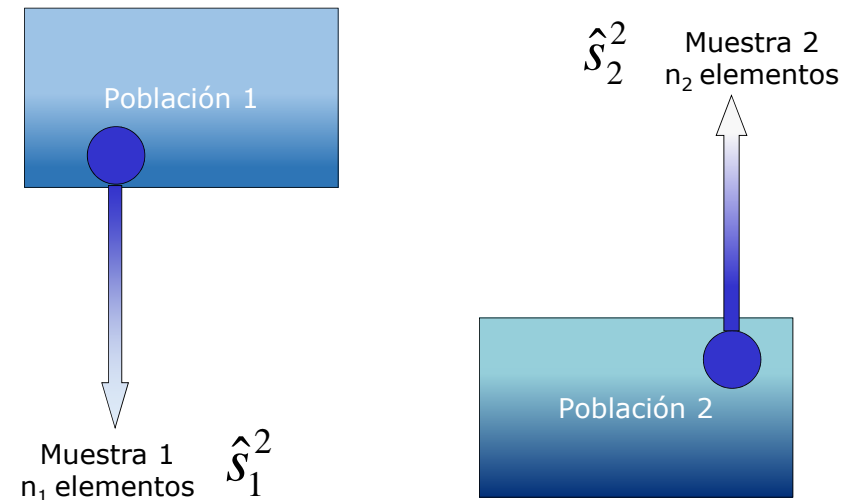 Población 1
Muestra 1
n₁ elementos
ŝ₁²
ŝ₂²
Muestra 2
n₂ elementos
Población 2